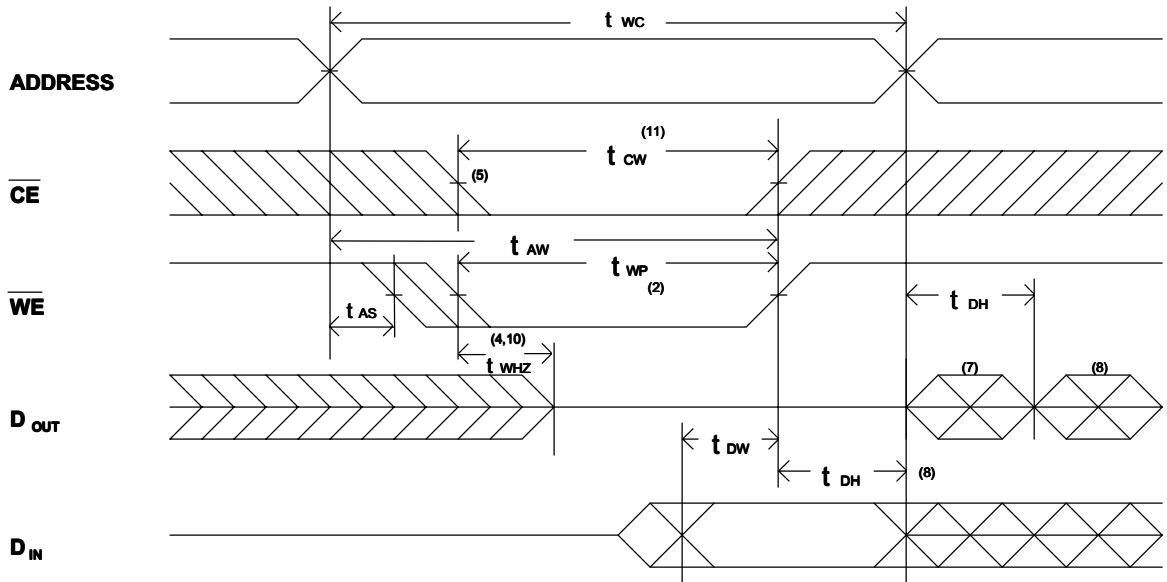 t WC
ADDRESS
(11)
t CW
CE
(5)
t AW
t WP
(2)
WE
t AS
t DH
(4,10)
t WHZ
(7)
(8)
D OUT
t DW
t DH
(8)
D IN